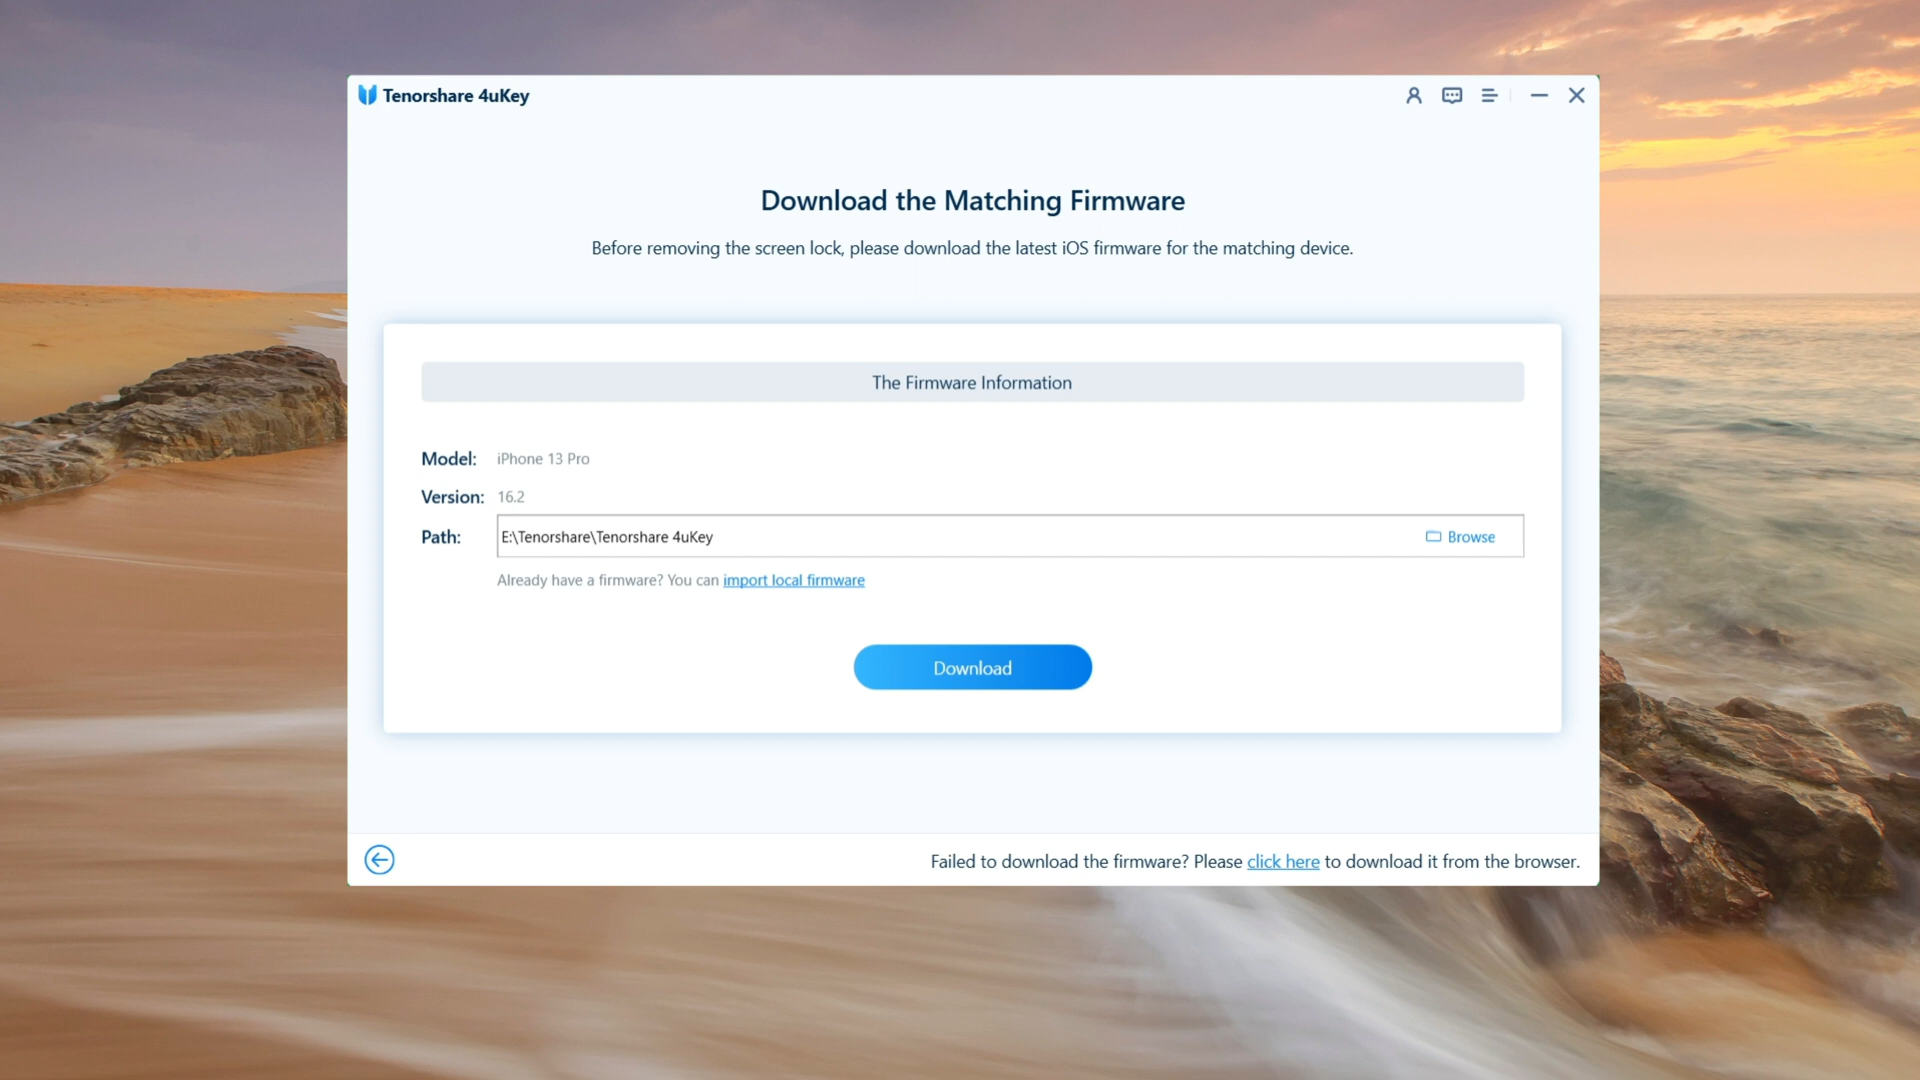 Tenorshare 4uKey
Download the Matching Firmware
Before removing the screen lock, please download the latest iOS firmware for the matching device.
The Firmware Information
Model: iPhone 13 Pro
Version: 16.2
Path: E:\Tenorshare\Tenorshare 4uKey Browse
Already have a firmware? You can import local firmware
Download
Failed to download the firmware? Please click here to download it from the browser.